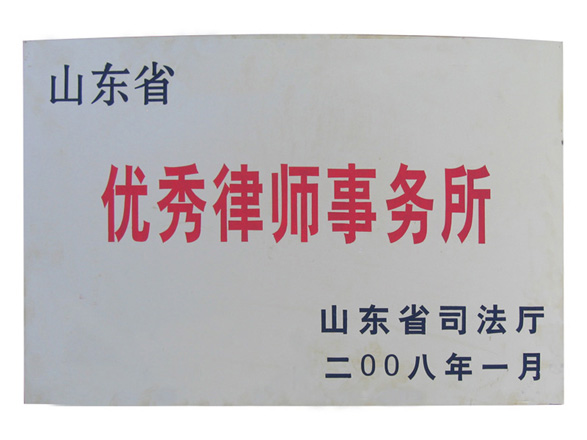 山东省
优秀律师事务所
山东省司法厅
二00八年一月